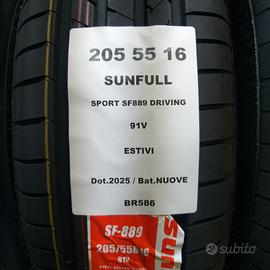 205 55 16
SUNFULL
SPORT SF889 DRIVING
91V
ESTIVI
Dot.2025 / Bat.NUOVE
BR586
SF-889
205/55R16
91V
subito